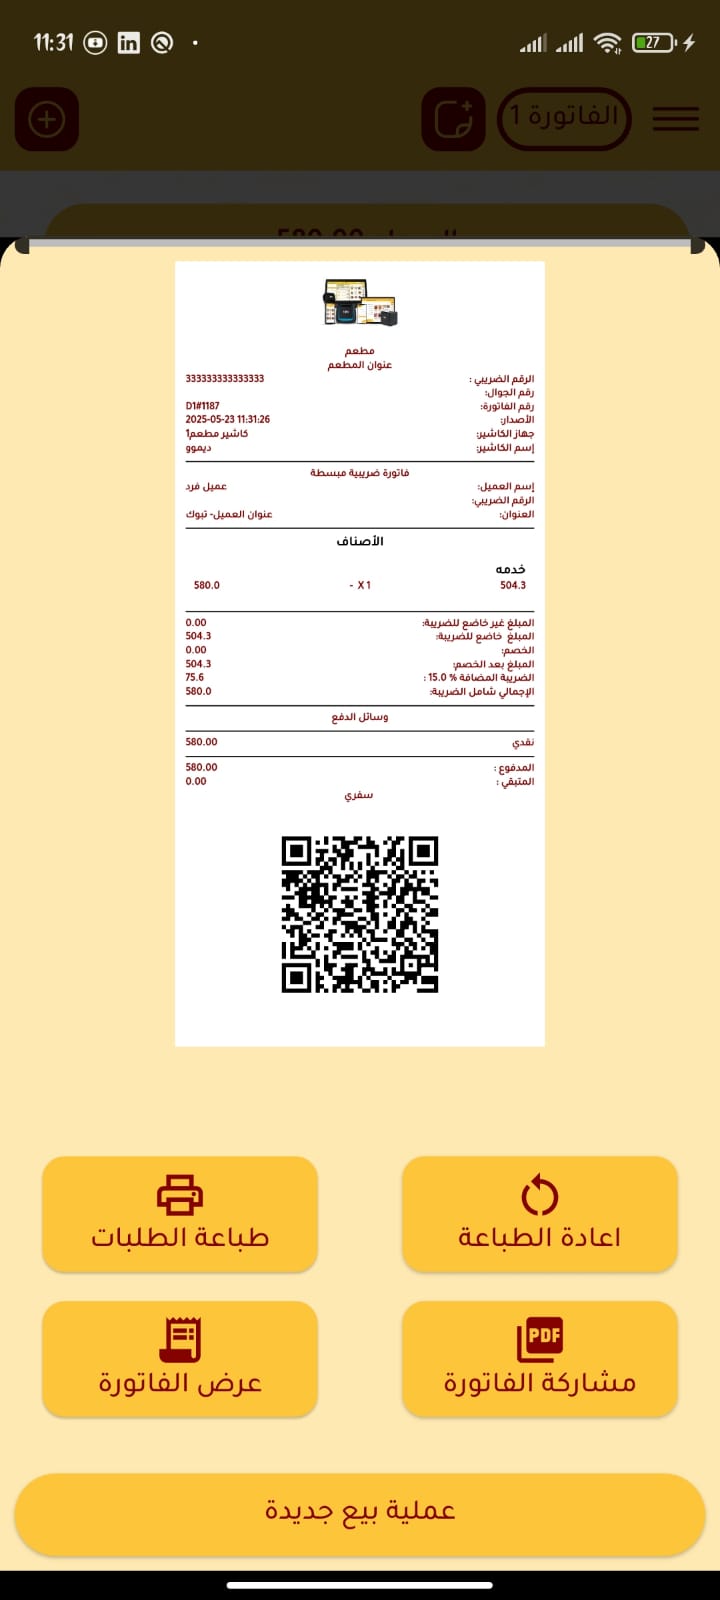 11:31
27
الفاتورة 1
580.00
مطعم
عنوان المطعم
الرقم الضريبي : 333333333333333
رقم الجوال:
رقم الفاتورة: D1#1187
الأصدار: 2025-05-23 11:31:26
جهاز الكاشير: كاشير مطعم1
إسم الكاشير: ديموو
فاتورة ضريبية مبسطة
إسم العميل: عميل فرد
الرقم الضريبي:
العنوان: عنوان العميل- تبوك
الأصناف
خدمه
504.3 - X 1 580.0
المبلغ غير خاضع للضريبة: 0.00
المبلغ خاضع للضريبة: 504.3
الخصم: 0.00
المبلغ بعد الخصم: 504.3
الضريبة المضافة % 15.0 : 75.6
الإجمالي شامل الضريبة: 580.0
وسائل الدفع
نقدي 580.00
المدفوع : 580.00
المتبقي : 0.00
سفري
اعادة الطباعة
طباعة الطلبات
PDF
مشاركة الفاتورة
عرض الفاتورة
عملية بيع جديدة